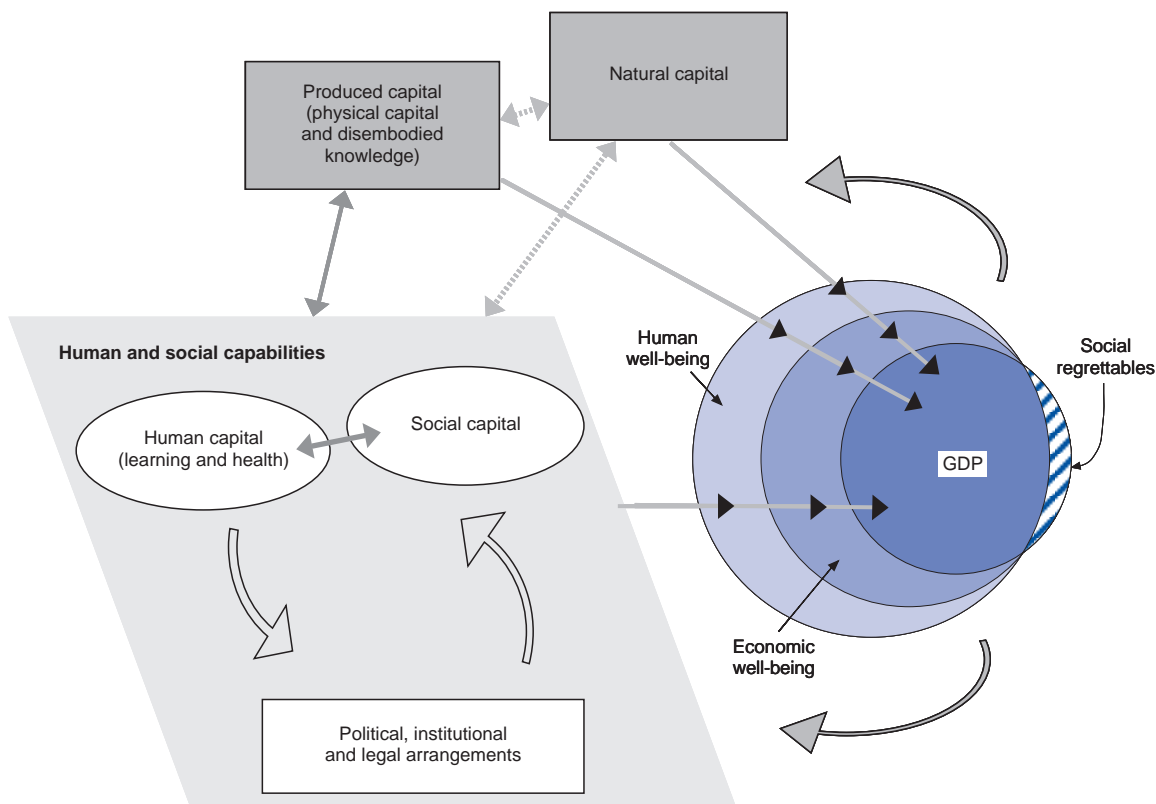 Natural capital
Produced capital
(physical capital
and disembodied
knowledge)
Human and social capabilities
Human capital
(learning and health)
Social capital
Political, institutional
and legal arrangements
Human
well-being
Social
regrettables
GDP
Economic
well-being